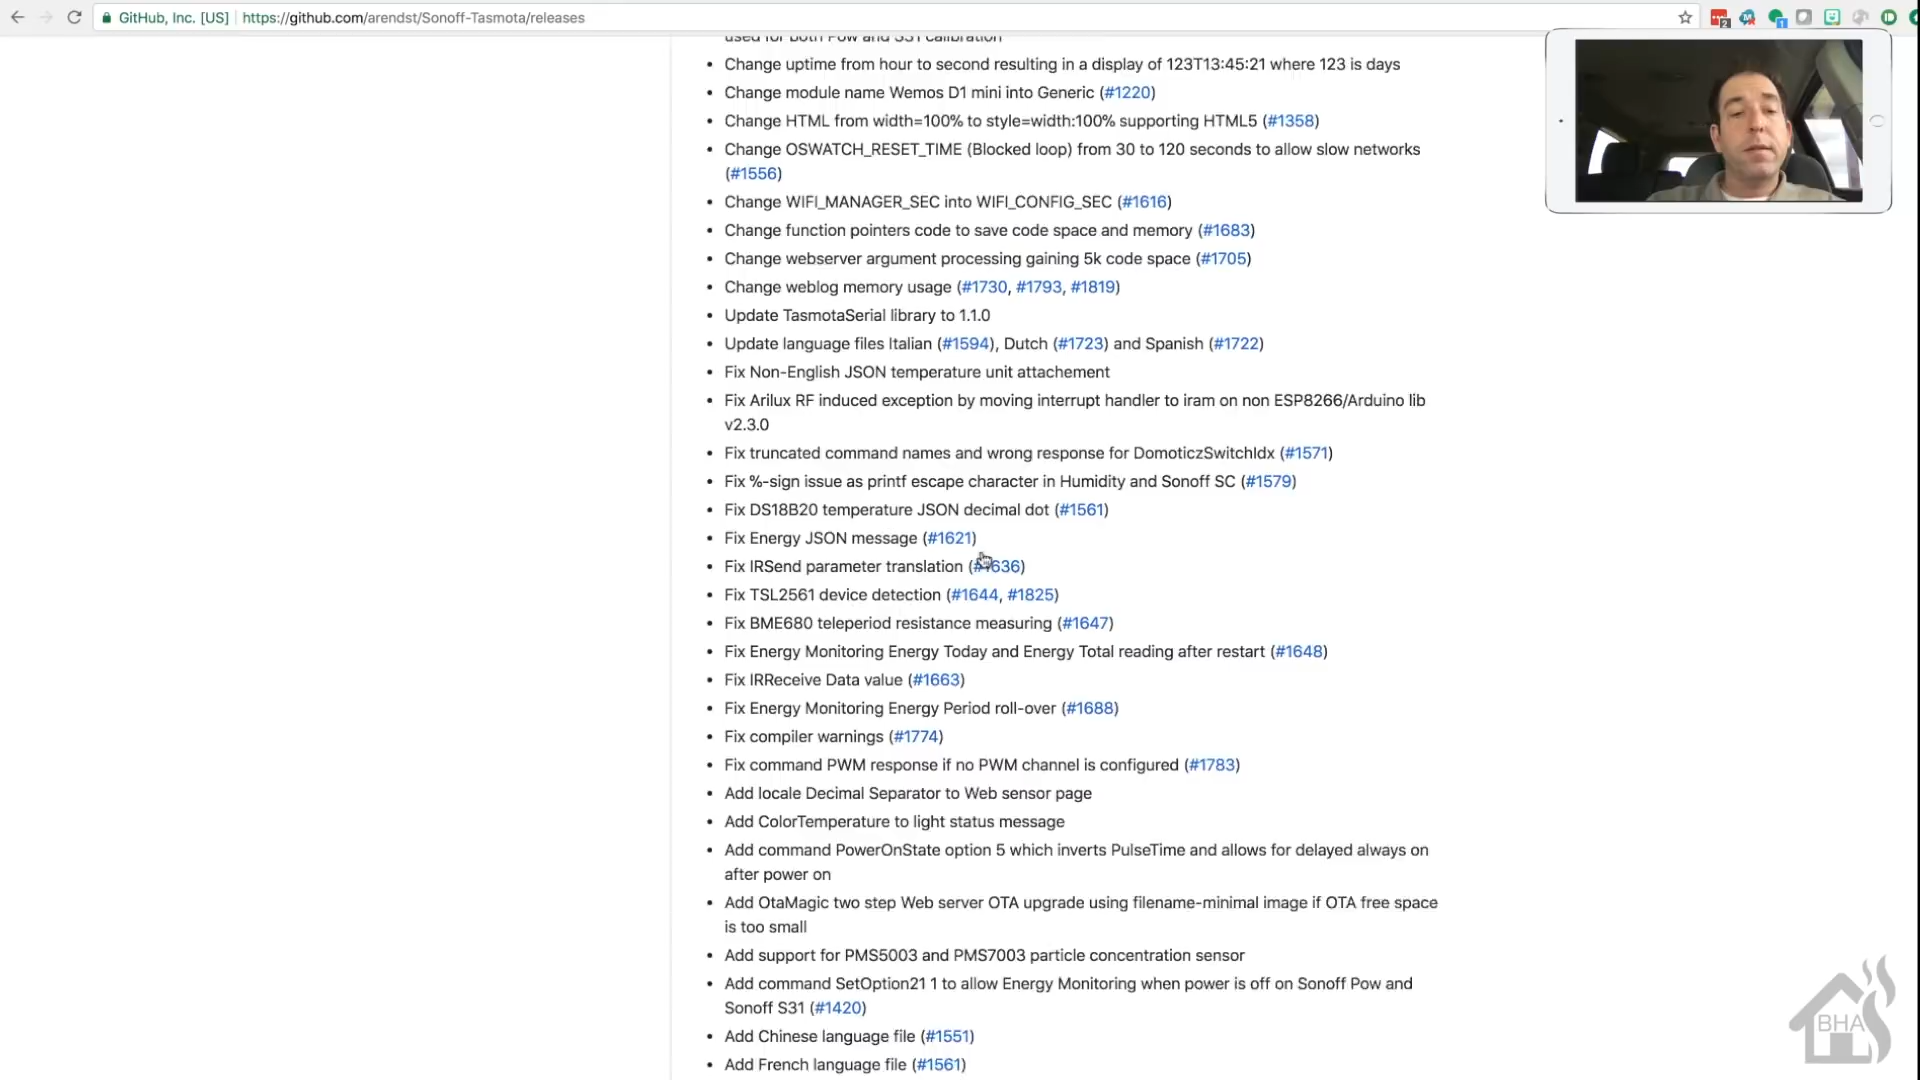 GitHub, Inc. [US]
https://github.com/arendst/Sonoff-Tasmota/releases
2
1
used for both Pow and S31 calibration
• Change uptime from hour to second resulting in a display of 123T13:45:21 where 123 is days
• Change module name Wemos D1 mini into Generic (#1220)
• Change HTML from width=100% to style=width:100% supporting HTML5 (#1358)
• Change OSWATCH_RESET_TIME (Blocked loop) from 30 to 120 seconds to allow slow networks
(#1556)
• Change WIFI_MANAGER_SEC into WIFI_CONFIG_SEC (#1616)
• Change function pointers code to save code space and memory (#1683)
• Change webserver argument processing gaining 5k code space (#1705)
• Change weblog memory usage (#1730, #1793, #1819)
• Update TasmotaSerial library to 1.1.0
• Update language files Italian (#1594), Dutch (#1723) and Spanish (#1722)
• Fix Non-English JSON temperature unit attachement
• Fix Arilux RF induced exception by moving interrupt handler to iram on non ESP8266/Arduino lib
v2.3.0
• Fix truncated command names and wrong response for DomoticzSwitchIdx (#1571)
• Fix %-sign issue as printf escape character in Humidity and Sonoff SC (#1579)
• Fix DS18B20 temperature JSON decimal dot (#1561)
• Fix Energy JSON message (#1621)
• Fix IRSend parameter translation (#1636)
• Fix TSL2561 device detection (#1644, #1825)
• Fix BME680 teleperiod resistance measuring (#1647)
• Fix Energy Monitoring Energy Today and Energy Total reading after restart (#1648)
• Fix IRReceive Data value (#1663)
• Fix Energy Monitoring Energy Period roll-over (#1688)
• Fix compiler warnings (#1774)
• Fix command PWM response if no PWM channel is configured (#1783)
• Add locale Decimal Separator to Web sensor page
• Add ColorTemperature to light status message
• Add command PowerOnState option 5 which inverts PulseTime and allows for delayed always on
after power on
• Add OtaMagic two step Web server OTA upgrade using filename-minimal image if OTA free space
is too small
• Add support for PMS5003 and PMS7003 particle concentration sensor
• Add command SetOption21 1 to allow Energy Monitoring when power is off on Sonoff Pow and
Sonoff S31 (#1420)
• Add Chinese language file (#1551)
• Add French language file (#1561)
BHA